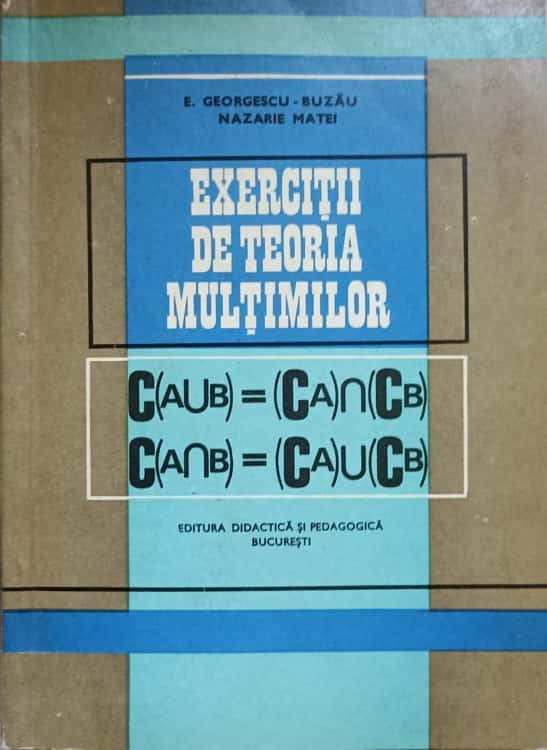 E. GEORGESCU-BUZĂU
NAZARIE MATEI
EXERCIȚII
DE TEORIA
MULȚIMILOR
C(A∪B) = (CA)∩(CB)
C(A∩B) = (CA)∪(CB)
EDITURA DIDACTICĂ ȘI PEDAGOGICĂ
BUCUREȘTI